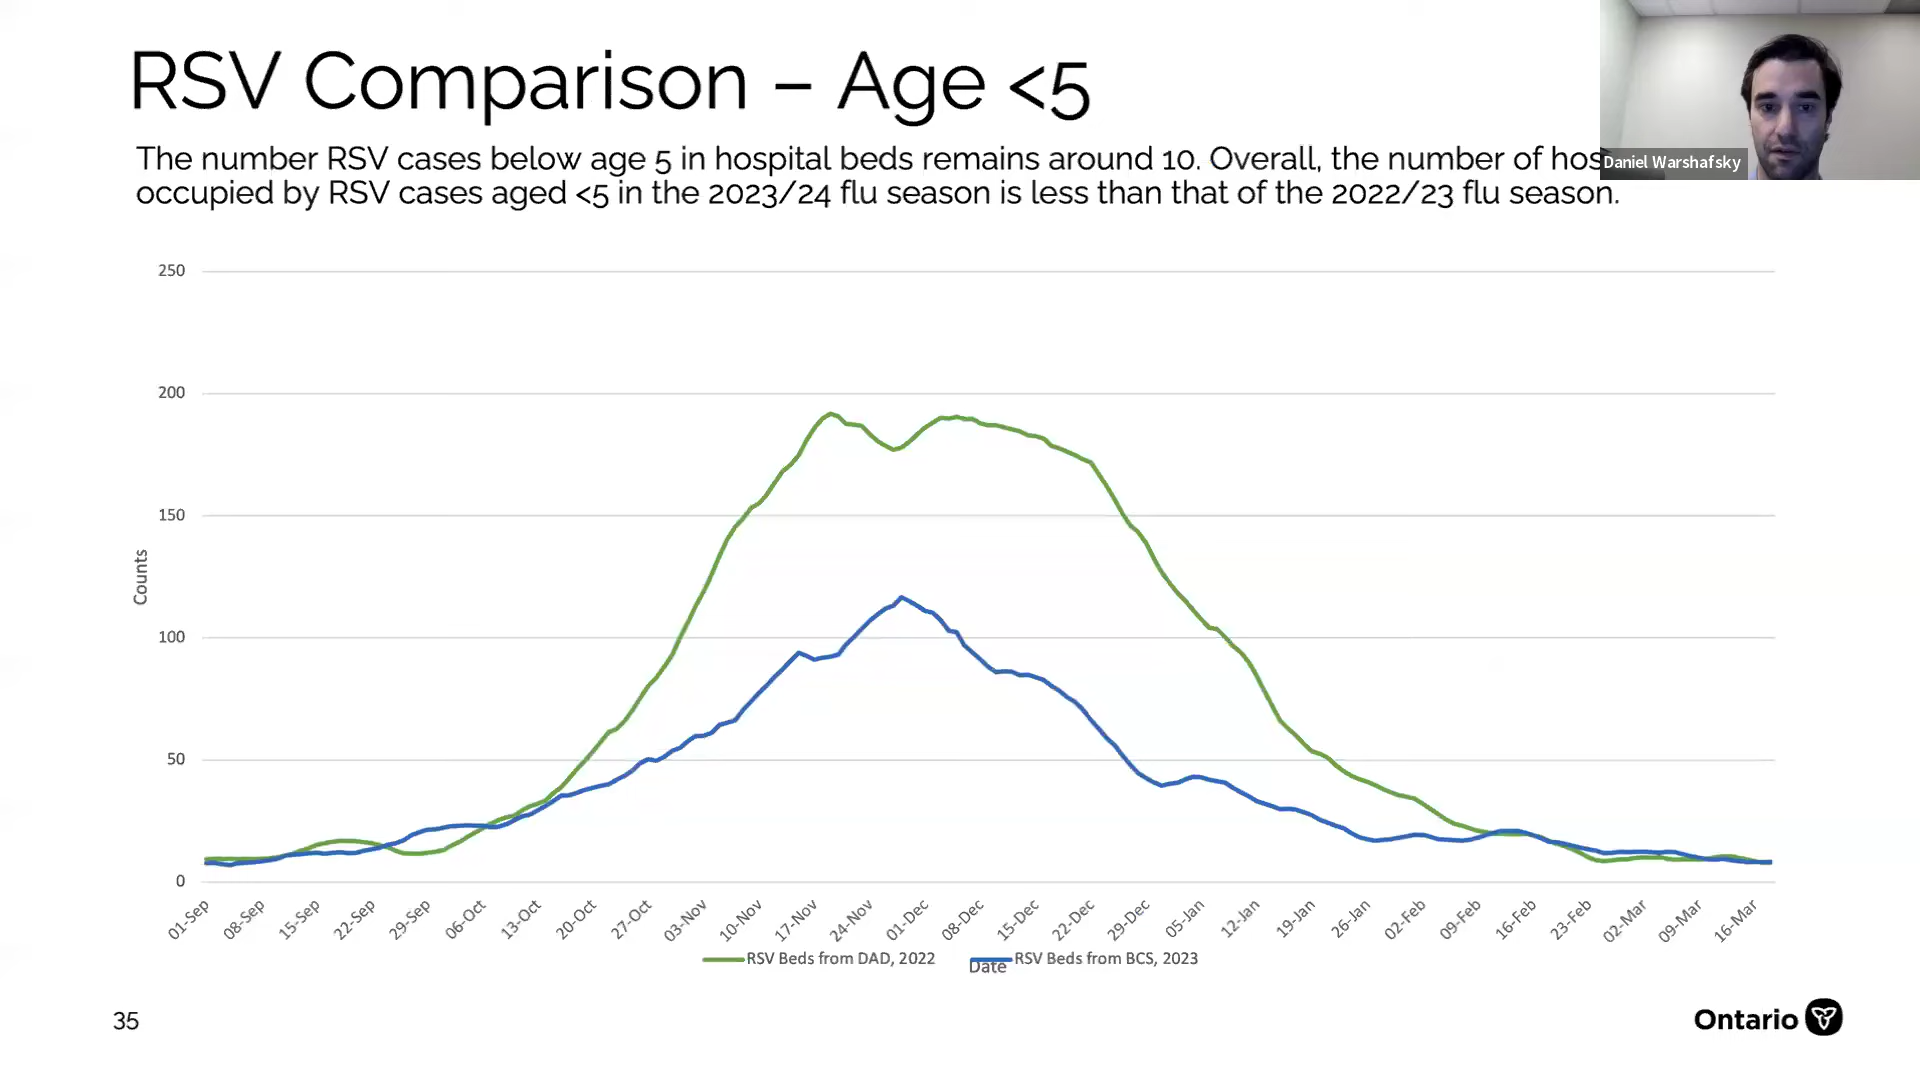 RSV Comparison – Age <5
The number RSV cases below age 5 in hospital beds remains around 10. Overall, the number of hos
occupied by RSV cases aged <5 in the 2023/24 flu season is less than that of the 2022/23 flu season.
Daniel Warshafsky
250
200
150
100
50
0
Counts
01-Sep
08-Sep
15-Sep
22-Sep
29-Sep
06-Oct
13-Oct
20-Oct
27-Oct
03-Nov
10-Nov
17-Nov
24-Nov
01-Dec
08-Dec
15-Dec
22-Dec
29-Dec
05-Jan
12-Jan
19-Jan
26-Jan
02-Feb
09-Feb
16-Feb
23-Feb
02-Mar
09-Mar
16-Mar
RSV Beds from DAD, 2022
RSV Beds from BCS, 2023
Date
35
Ontario